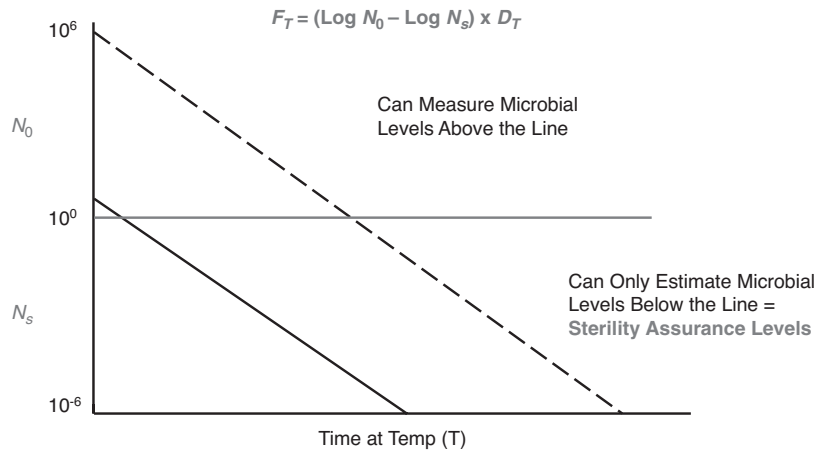 F_T = (Log N_0 – Log N_s) x D_T
10^6
Can Measure Microbial
Levels Above the Line
N_0
10^0
Can Only Estimate Microbial
Levels Below the Line =
Sterility Assurance Levels
N_s
10^-6
Time at Temp (T)